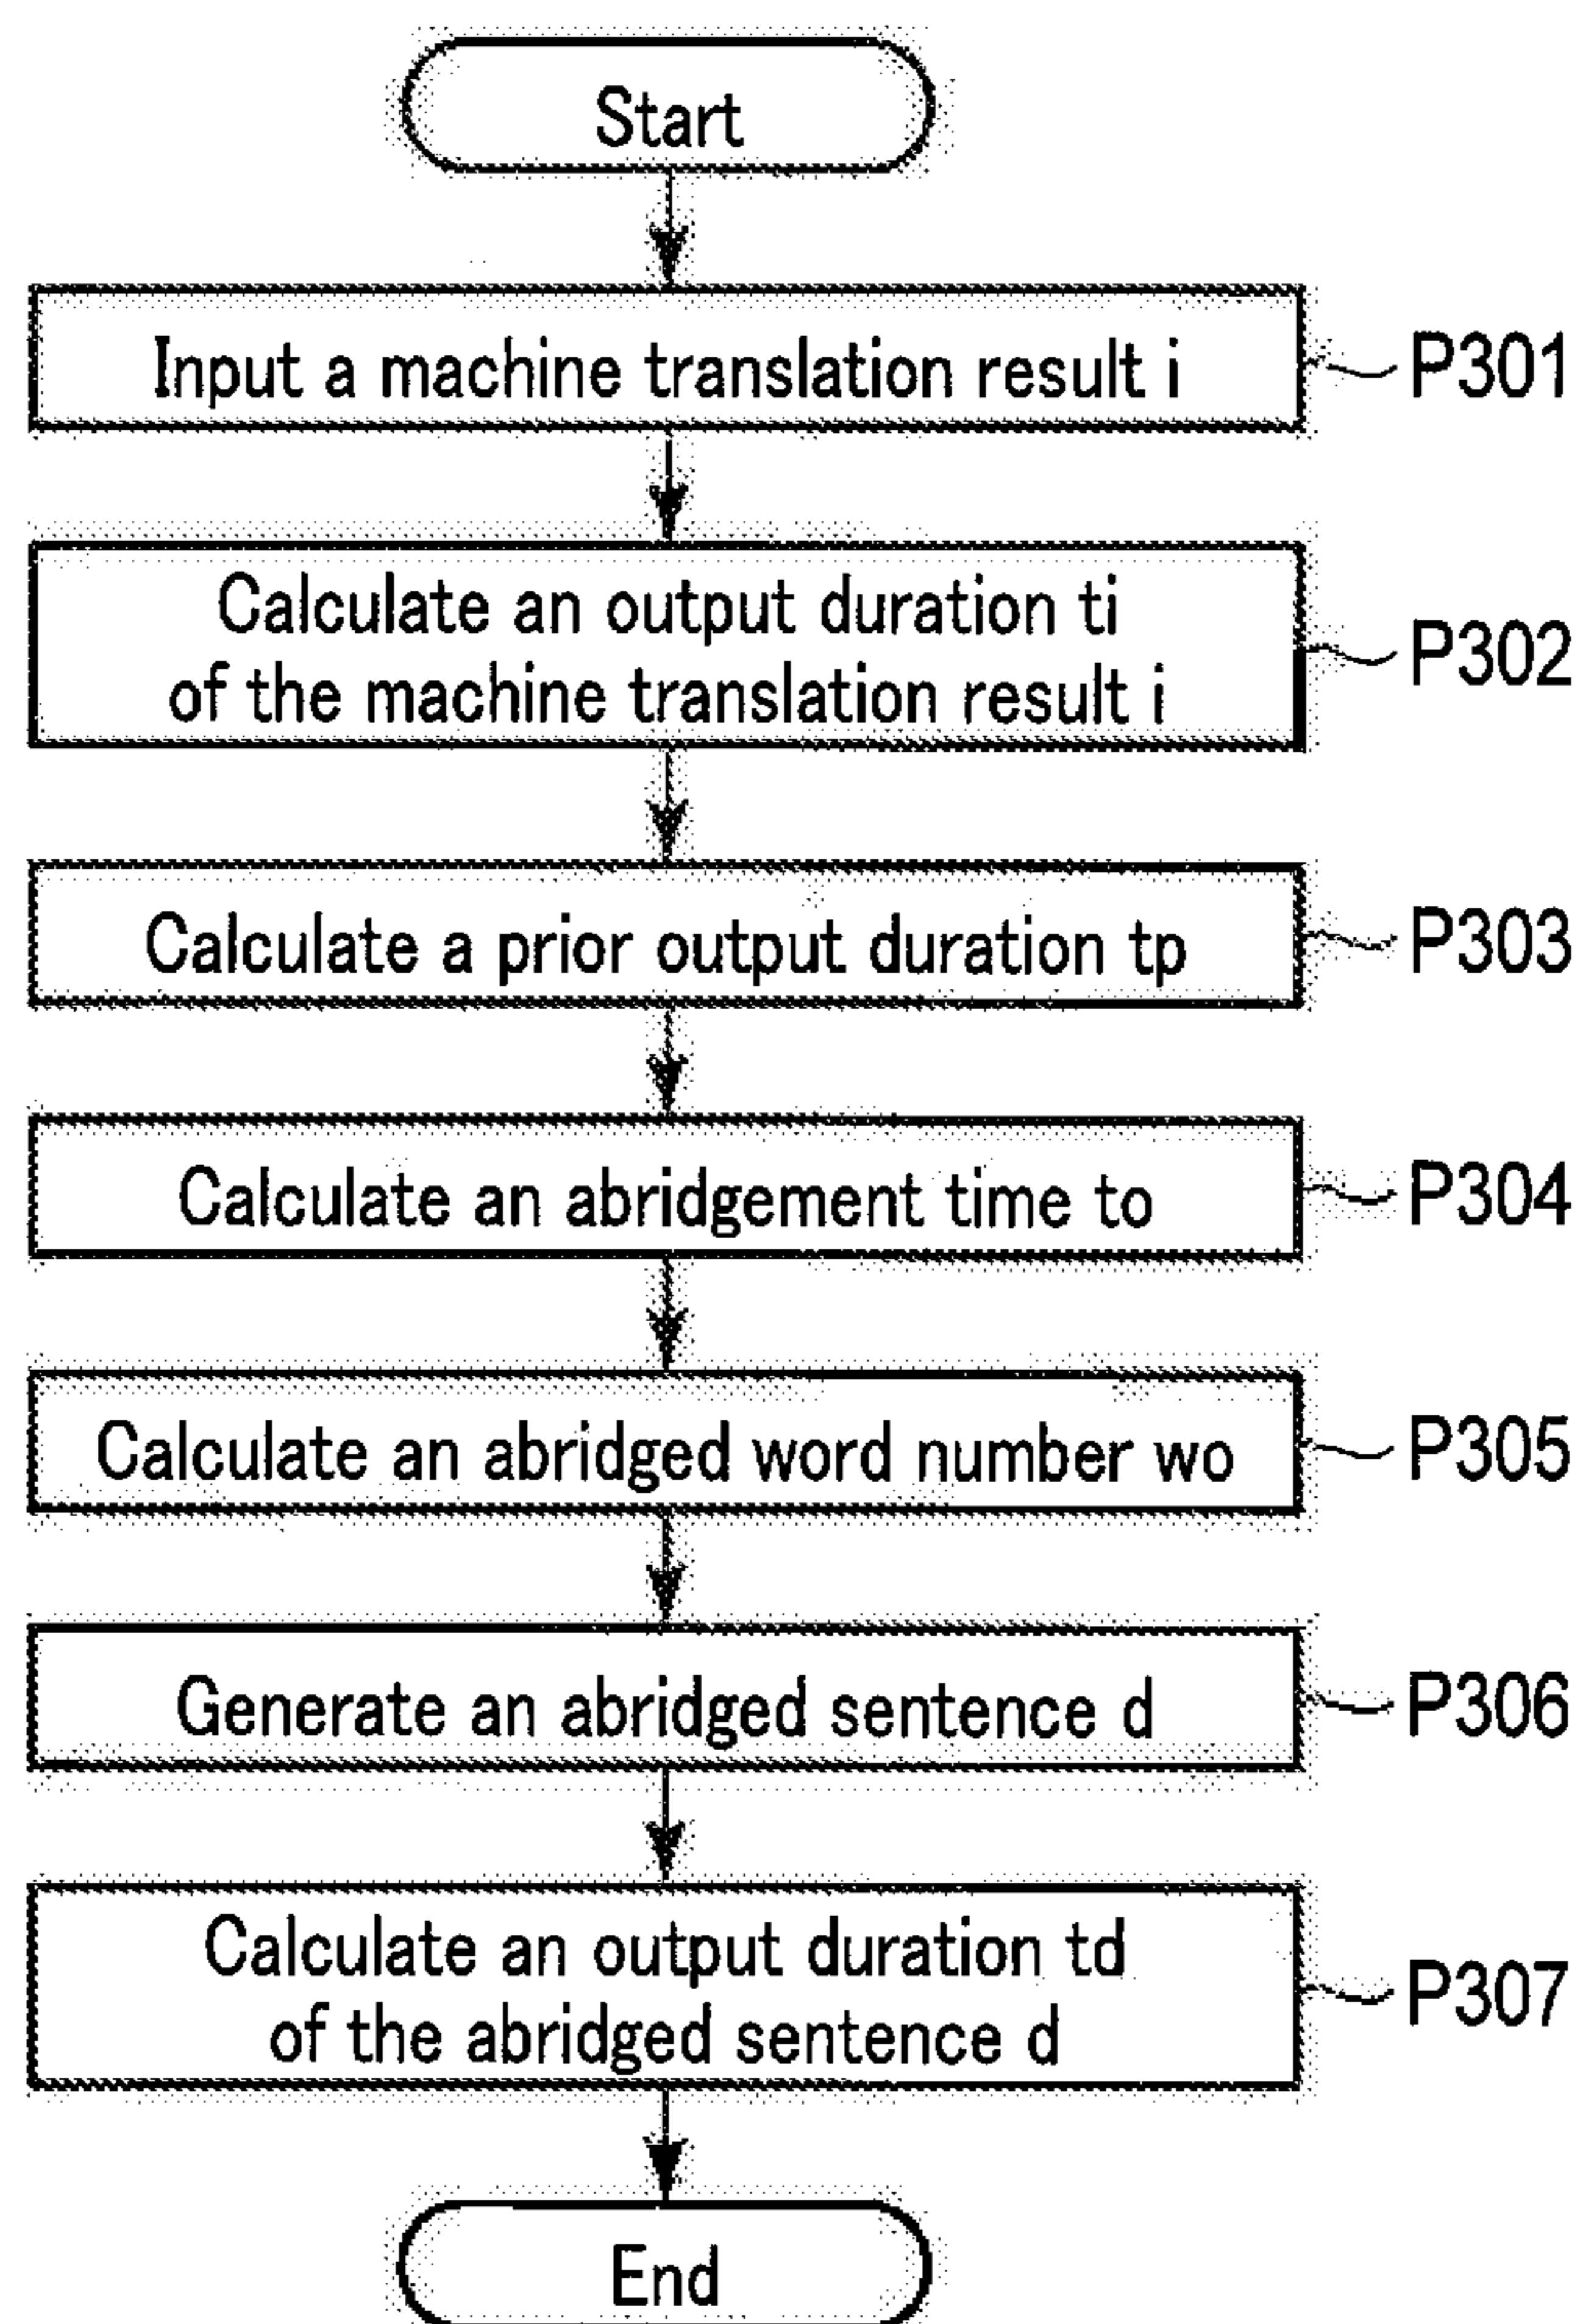 Start
Input a machine translation result i
P301
Calculate an output duration ti
of the machine translation result i
P302
Calculate a prior output duration tp
P303
Calculate an abridgement time to
P304
Calculate an abridged word number wo
P305
Generate an abridged sentence d
P306
Calculate an output duration td
of the abridged sentence d
P307
End